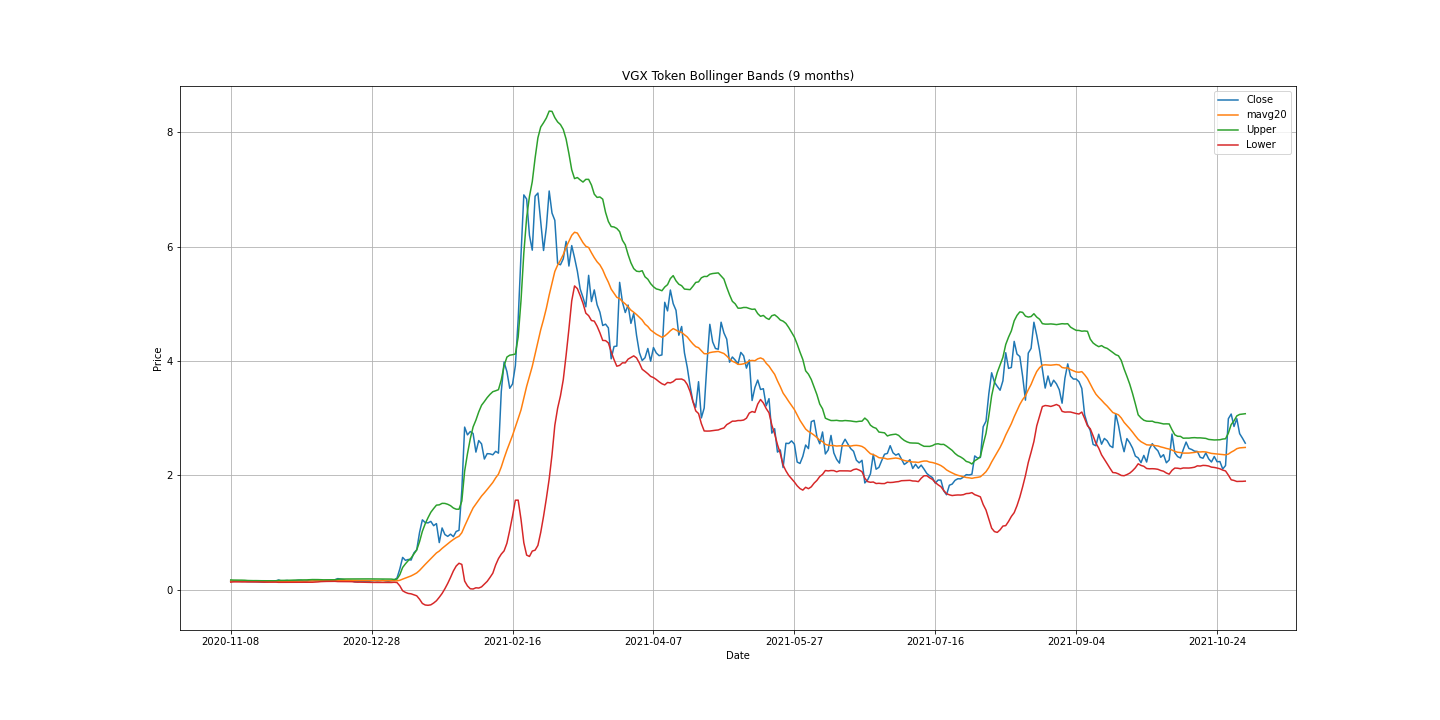 VGX Token Bollinger Bands (9 months)
Close
mavg20
Upper
Lower
8
6
4
2
0
Price
2020-11-08 2020-12-28 2021-02-16 2021-04-07 2021-05-27 2021-07-16 2021-09-04 2021-10-24
Date